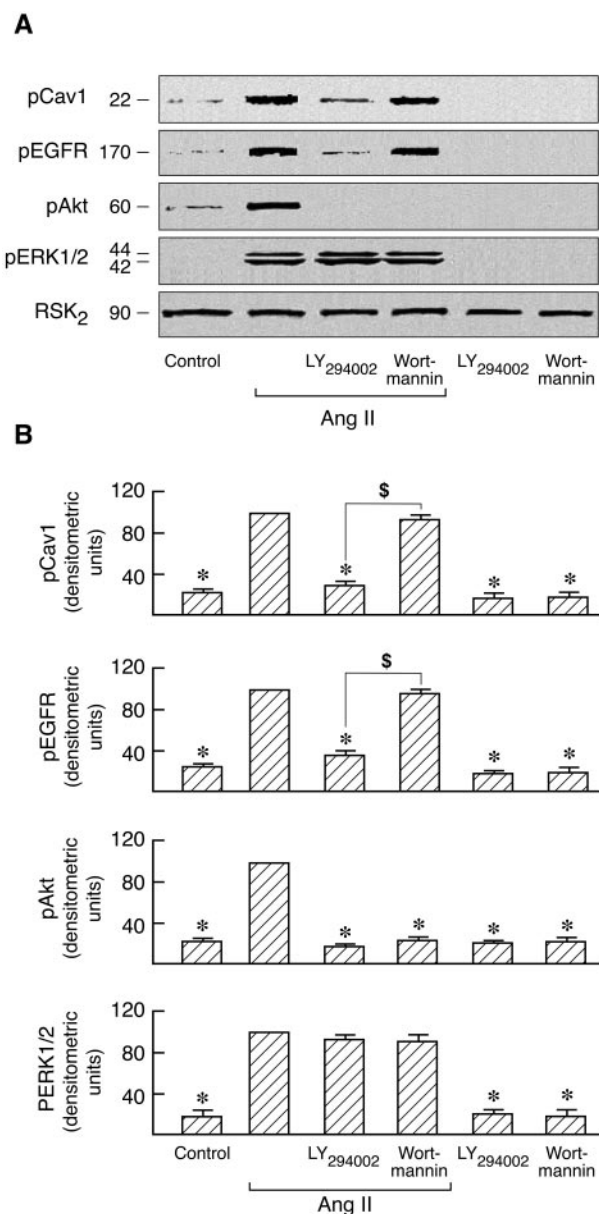 A
pCav1 22 –
pEGFR 170 –
pAkt 60 –
pERK1/2 44 –
42 –
RSK2 90 –
Control LY294002 Wort-
mannin LY294002 Wort-
mannin
Ang II
B
pCav1
(densitometric
units)
120
80
40
* * $ * *
pEGFR
(densitometric
units)
120
80
40
* * $ * *
pAkt
(densitometric
units)
120
80
40
* * * * *
PERK1/2
(densitometric
units)
120
80
40
* * *
Control LY294002 Wort-
mannin LY294002 Wort-
mannin
Ang II